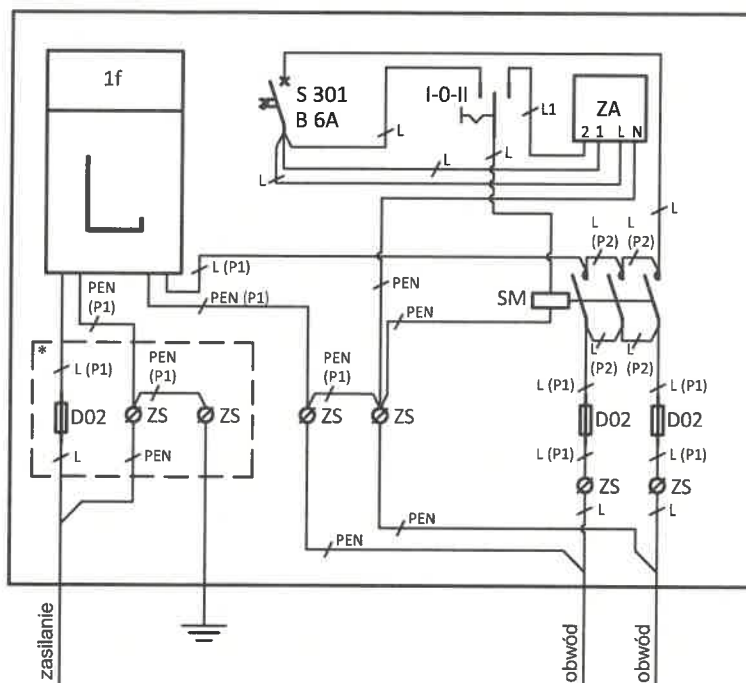 1f
S 301
B 6A
I-0-II
L1
ZA
2 1 L N
L
L
L
L
L
L (P1)
L
(P2)
L
(P2)
PEN
(P1)
PEN (P1)
PEN
SM
PEN
*
L (P1)
PEN
(P1)
PEN
(P1)
L
(P2)
L
(P2)
L (P1)
L (P1)
D02
ZS
ZS
ZS
ZS
D02
D02
L
PEN
L (P1)
L (P1)
ZS
ZS
L
L
PEN
PEN
zasilanie
obwód
obwód